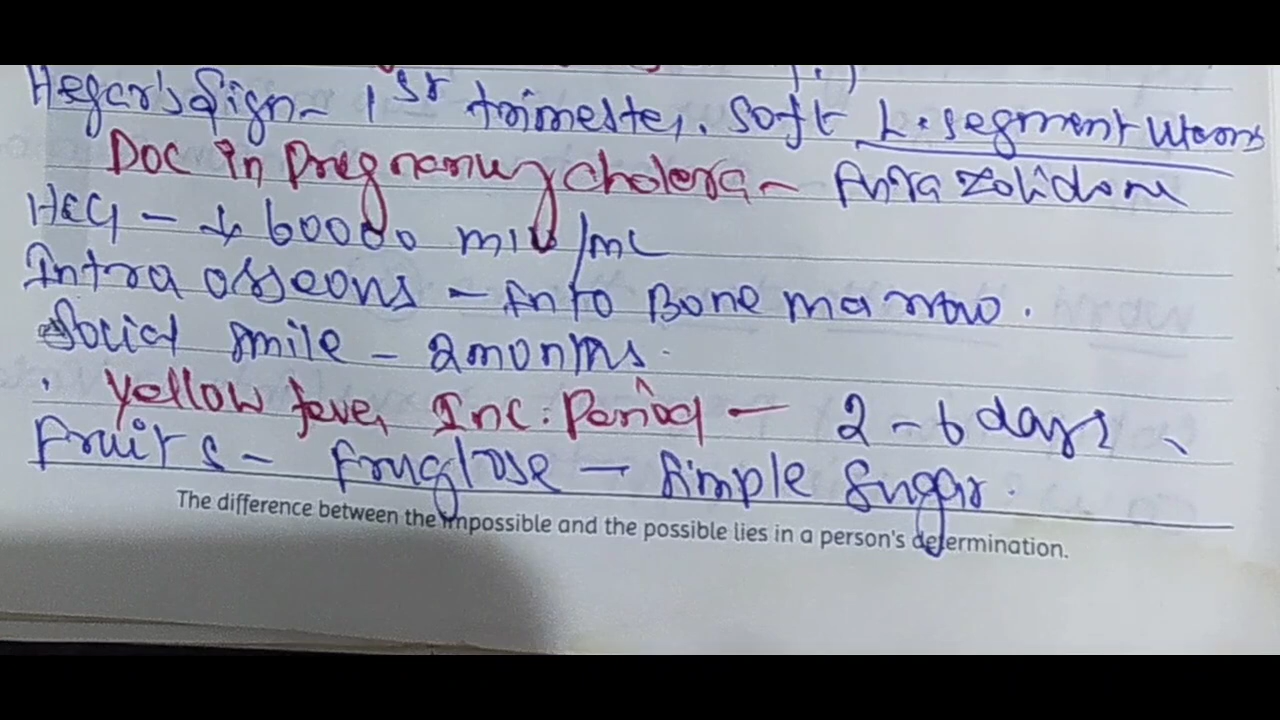 Hegar's Sign - 1st trimester. Soft L. segment uterus
DOC in Pregnancy cholera -
HCG - 60000 miu/ml
Intra osseous - Into Bone marrow.
Social smile - 2 months.
Yellow fever Inc: Period - 2 - 6 days
Fruits - Frugtose - Simple Sugar.
The difference between the impossible and the possible lies in a person's determination.